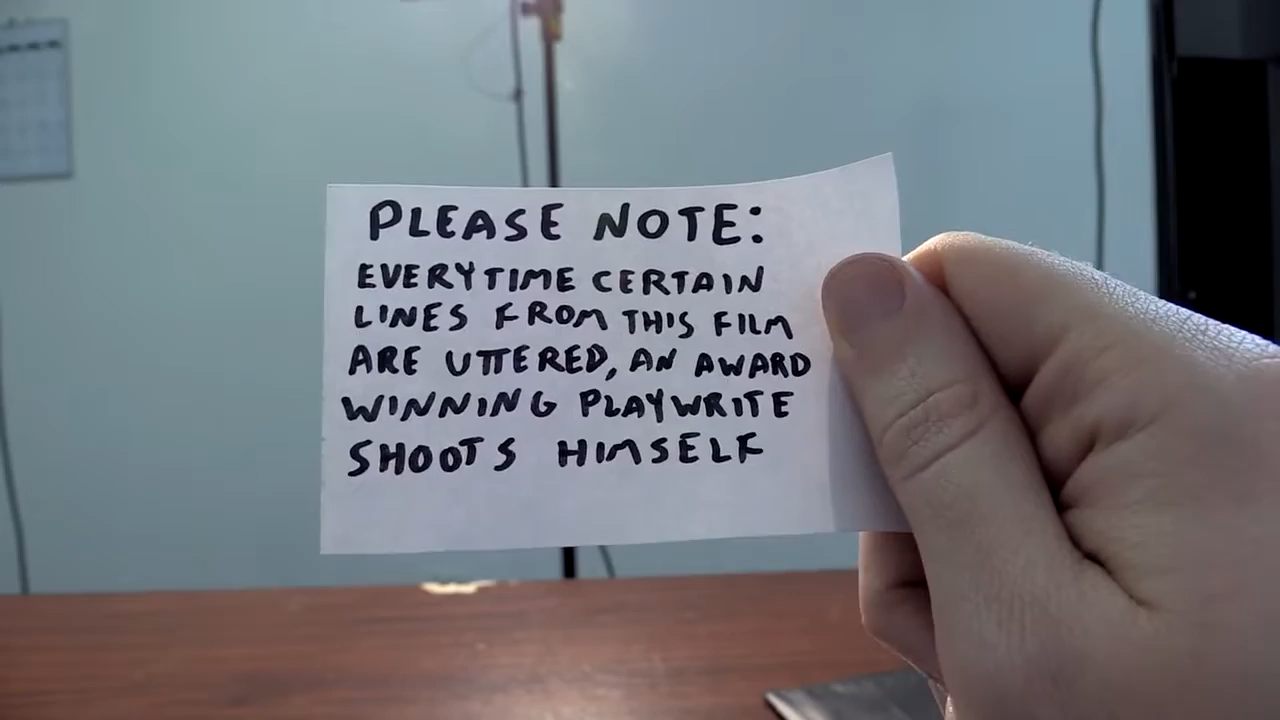 PLEASE NOTE:
EVERYTIME CERTAIN
LINES FROM THIS FILM
ARE UTTERED, AN AWARD
WINNING PLAYWRITE
SHOOTS HIMSELF